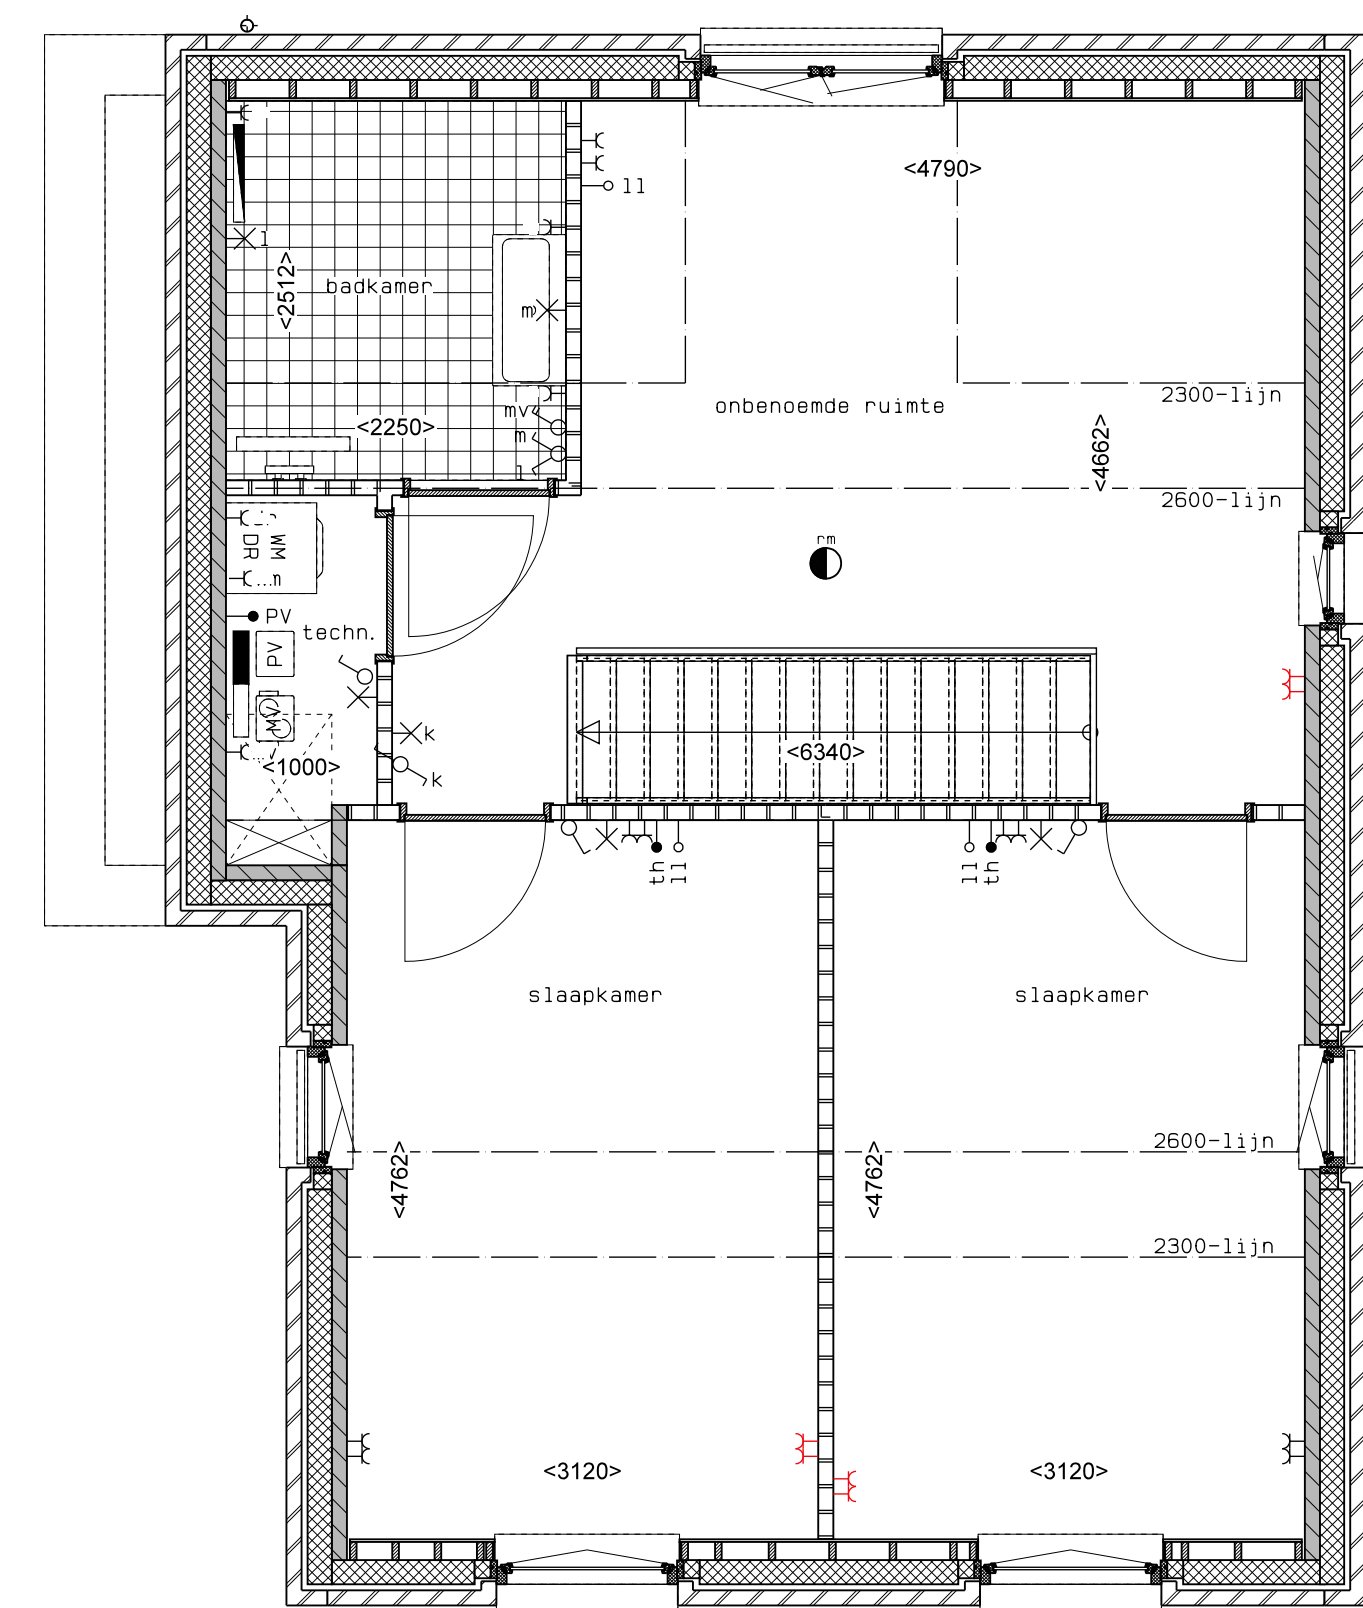 <4790>
ll
l
<2512>
badkamer
m
2300-lijn
onbenoemde ruimte
mv
<2250>
m
l
<4662>
2600-lijn
rm
WM
DR
PV
techn.
PV
MV
k
<6340>
<1000>
k
th
ll
ll
th
slaapkamer
slaapkamer
2600-lijn
<4762>
<4762>
2300-lijn
<3120>
<3120>